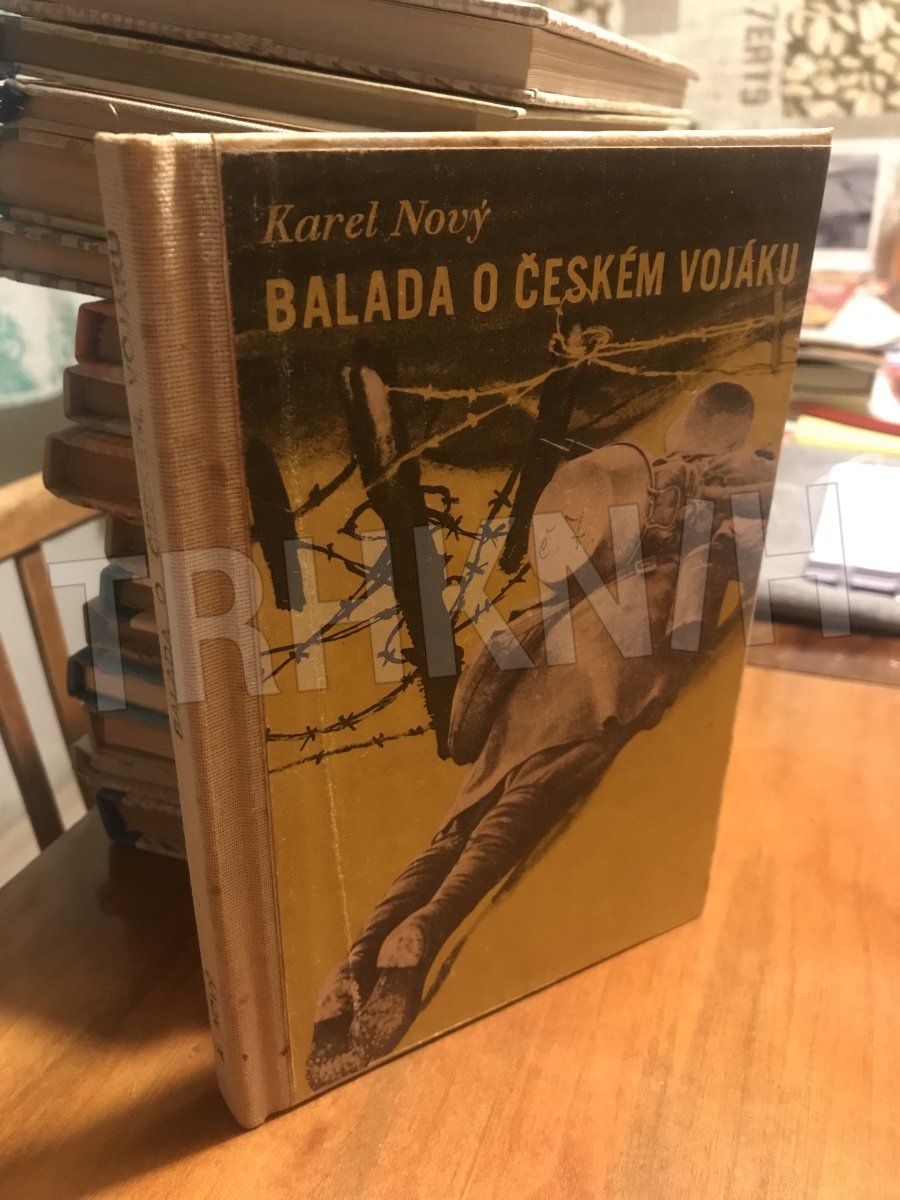 Karel Nový
BALADA O ČESKÉM VOJÁKU
TRHKNIH